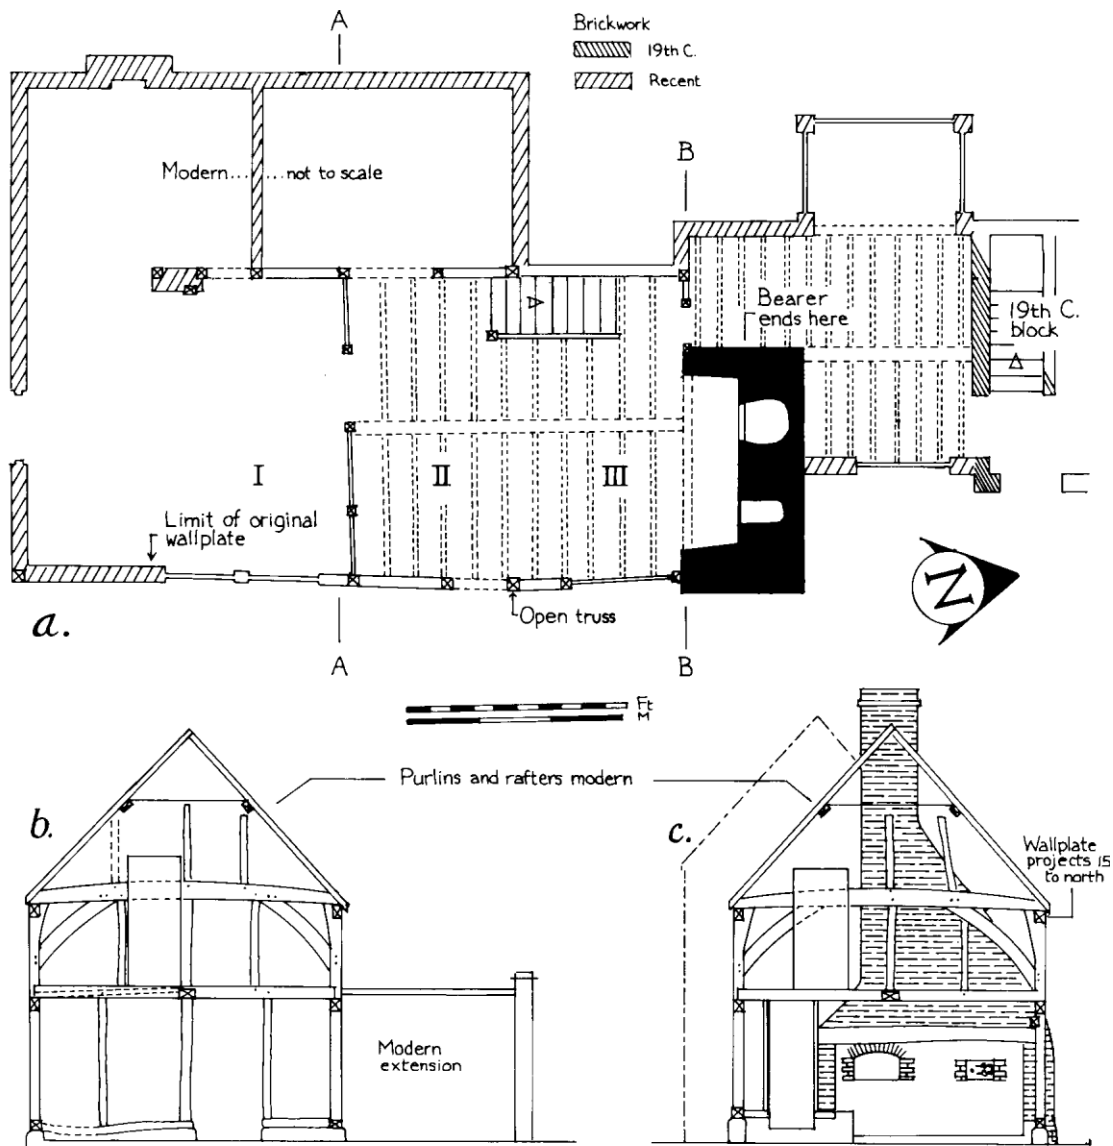 A
Brickwork
19th C.
Recent
B
Modern........not to scale
Bearer
ends here
19th C.
block
I
II
III
Limit of original
wallplate
N
a.
Open truss
A
B
Ft
M
Purlins and rafters modern
b.
c.
Wallplate
projects 15
to north
Modern
extension